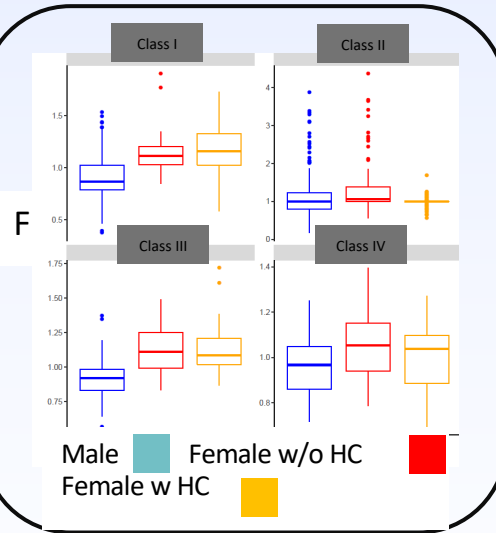 Class I
Class II
1.5
1.0
0.5
4
3
2
1
0
F
Class III
Class IV
1.75
1.50
1.25
1.00
0.75
1.4
1.2
1.0
0.8
Male Female w/o HC
Female w HC